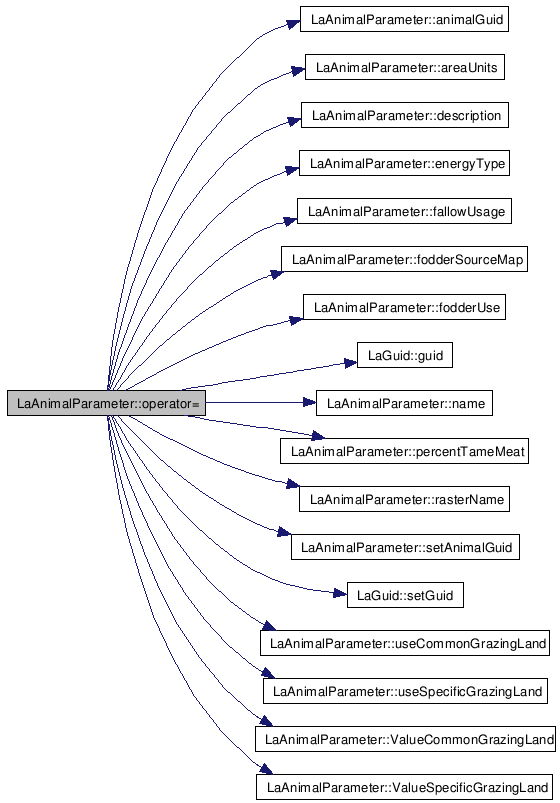 LaAnimalParameter::animalGuid
LaAnimalParameter::areaUnits
LaAnimalParameter::description
LaAnimalParameter::energyType
LaAnimalParameter::fallowUsage
LaAnimalParameter::fodderSourceMap
LaAnimalParameter::fodderUse
LaGuid::guid
LaAnimalParameter::operator=
LaAnimalParameter::name
LaAnimalParameter::percentTameMeat
LaAnimalParameter::rasterName
LaAnimalParameter::setAnimalGuid
LaGuid::setGuid
LaAnimalParameter::useCommonGrazingLand
LaAnimalParameter::useSpecificGrazingLand
LaAnimalParameter::ValueCommonGrazingLand
LaAnimalParameter::ValueSpecificGrazingLand